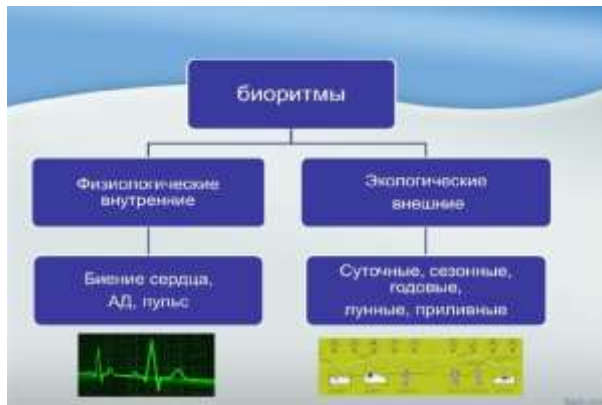 биоритмы
Физиологические
внутренние
Экологические
внешние
Биение сердца,
АД, пульс
Суточные, сезонные,
годовые,
лунные, приливные